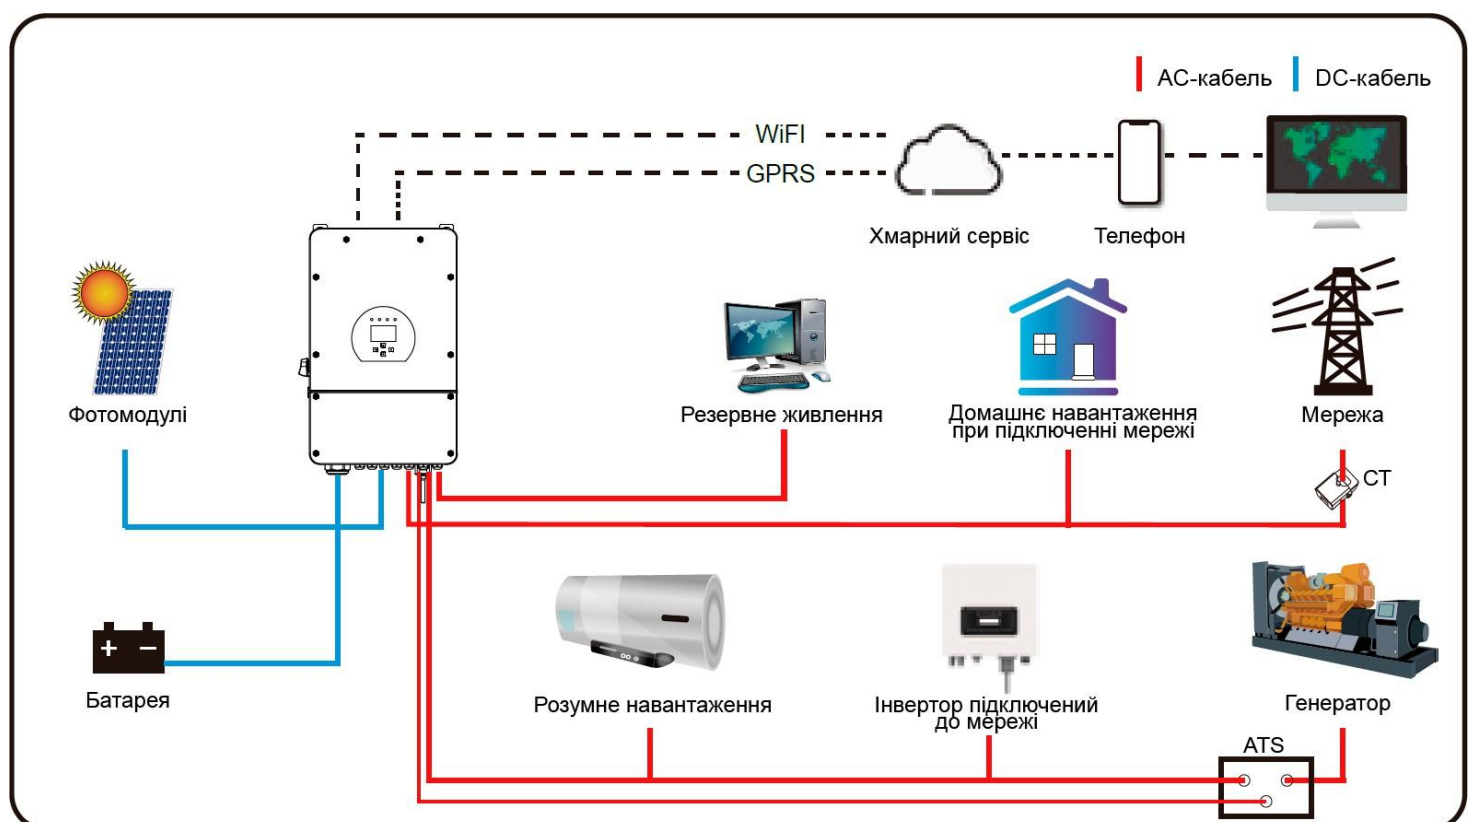 АС-кабель
DC-кабель
WiFI
GPRS
Хмарний сервіс
Телефон
Фотомодулі
Резервне живлення
Домашнє навантаження
при підключенні мережі
Мережа
CT
+ −
Батарея
Розумне навантаження
Інвертор підключений
до мережі
Генератор
ATS